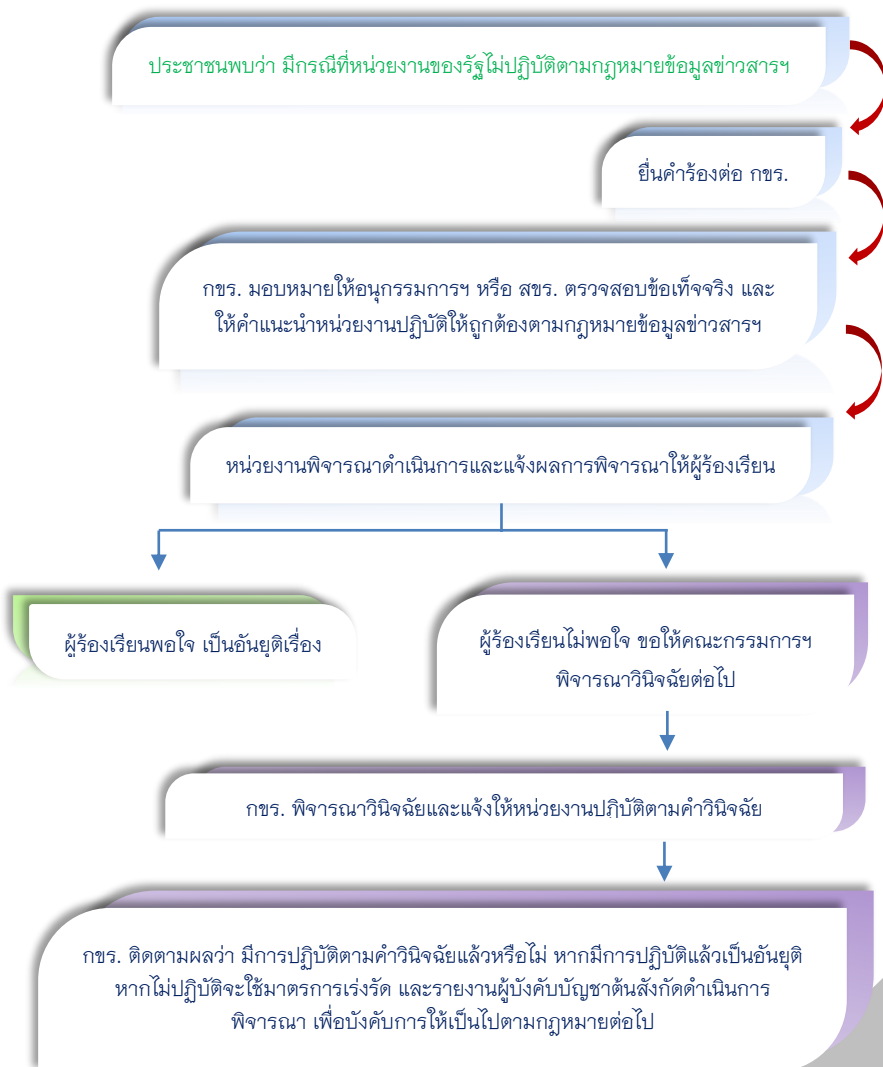 ประชาชนพบว่า มีกรณีที่หน่วยงานของรัฐไม่ปฏิบัติตามกฎหมายข้อมูลข่าวสารฯ
ยื่นคำร้องต่อ กขร.
กขร. มอบหมายให้อนุกรรมการฯ หรือ สขร. ตรวจสอบข้อเท็จจริง และ
ให้คำแนะนำหน่วยงานปฏิบัติให้ถูกต้องตามกฎหมายข้อมูลข่าวสารฯ
หน่วยงานพิจารณาดำเนินการและแจ้งผลการพิจารณาให้ผู้ร้องเรียน
ผู้ร้องเรียนพอใจ เป็นอันยุติเรื่อง
ผู้ร้องเรียนไม่พอใจ ขอให้คณะกรรมการฯ
พิจารณาวินิจฉัยต่อไป
กขร. พิจารณาวินิจฉัยและแจ้งให้หน่วยงานปฏิบัติตามคำวินิจฉัย
กขร. ติดตามผลว่า มีการปฏิบัติตามคำวินิจฉัยแล้วหรือไม่ หากมีการปฏิบัติแล้วเป็นอันยุติ
หากไม่ปฏิบัติจะใช้มาตรการเร่งรัด และรายงานผู้บังคับบัญชาต้นสังกัดดำเนินการ
พิจารณา เพื่อบังคับการให้เป็นไปตามกฎหมายต่อไป